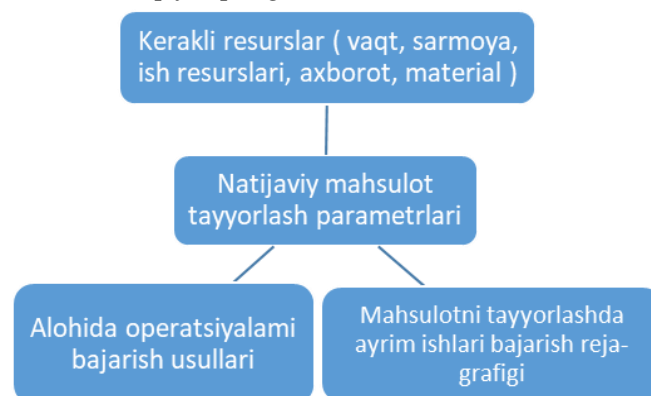 Kerakli resurslar ( vaqt, sarmoya,
ish resurslari, axborot, material )
Natijaviy mahsulot
tayyorlash parametrlari
Alohida operatsiyalami
bajarish usullari
Mahsulotni tayyorlashda
ayrim ishlari bajarish reja-
grafigi